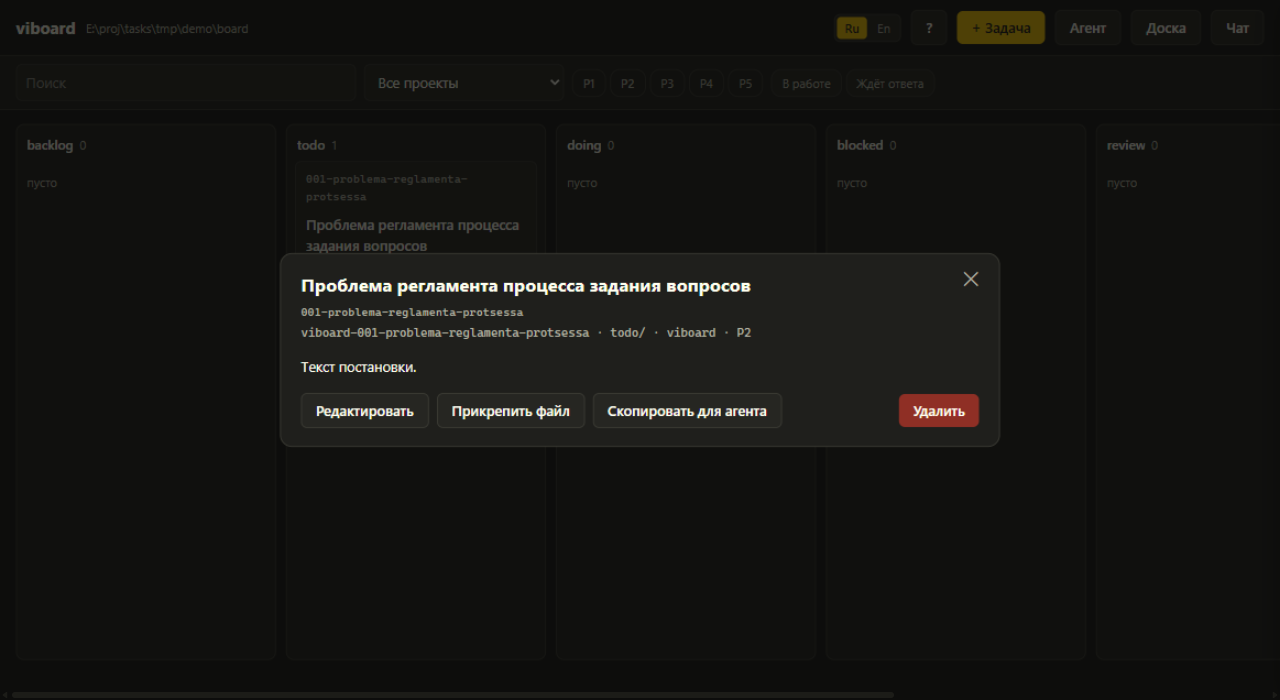 viboard E:\proj\tasks\tmp\demo\board
Ru En ? + Задача Агент Доска Чат
Поиск Все проекты P1 P2 P3 P4 P5 В работе Ждёт ответа
backlog 0
пусто
todo 1
001-problema-reglamenta-
protsessa
Проблема регламента процесса
задания вопросов
doing 0
пусто
blocked 0
пусто
review 0
пусто
Проблема регламента процесса задания вопросов
001-problema-reglamenta-protsessa
viboard-001-problema-reglamenta-protsessa · todo/ · viboard · P2
Текст постановки.
Редактировать Прикрепить файл Скопировать для агента Удалить